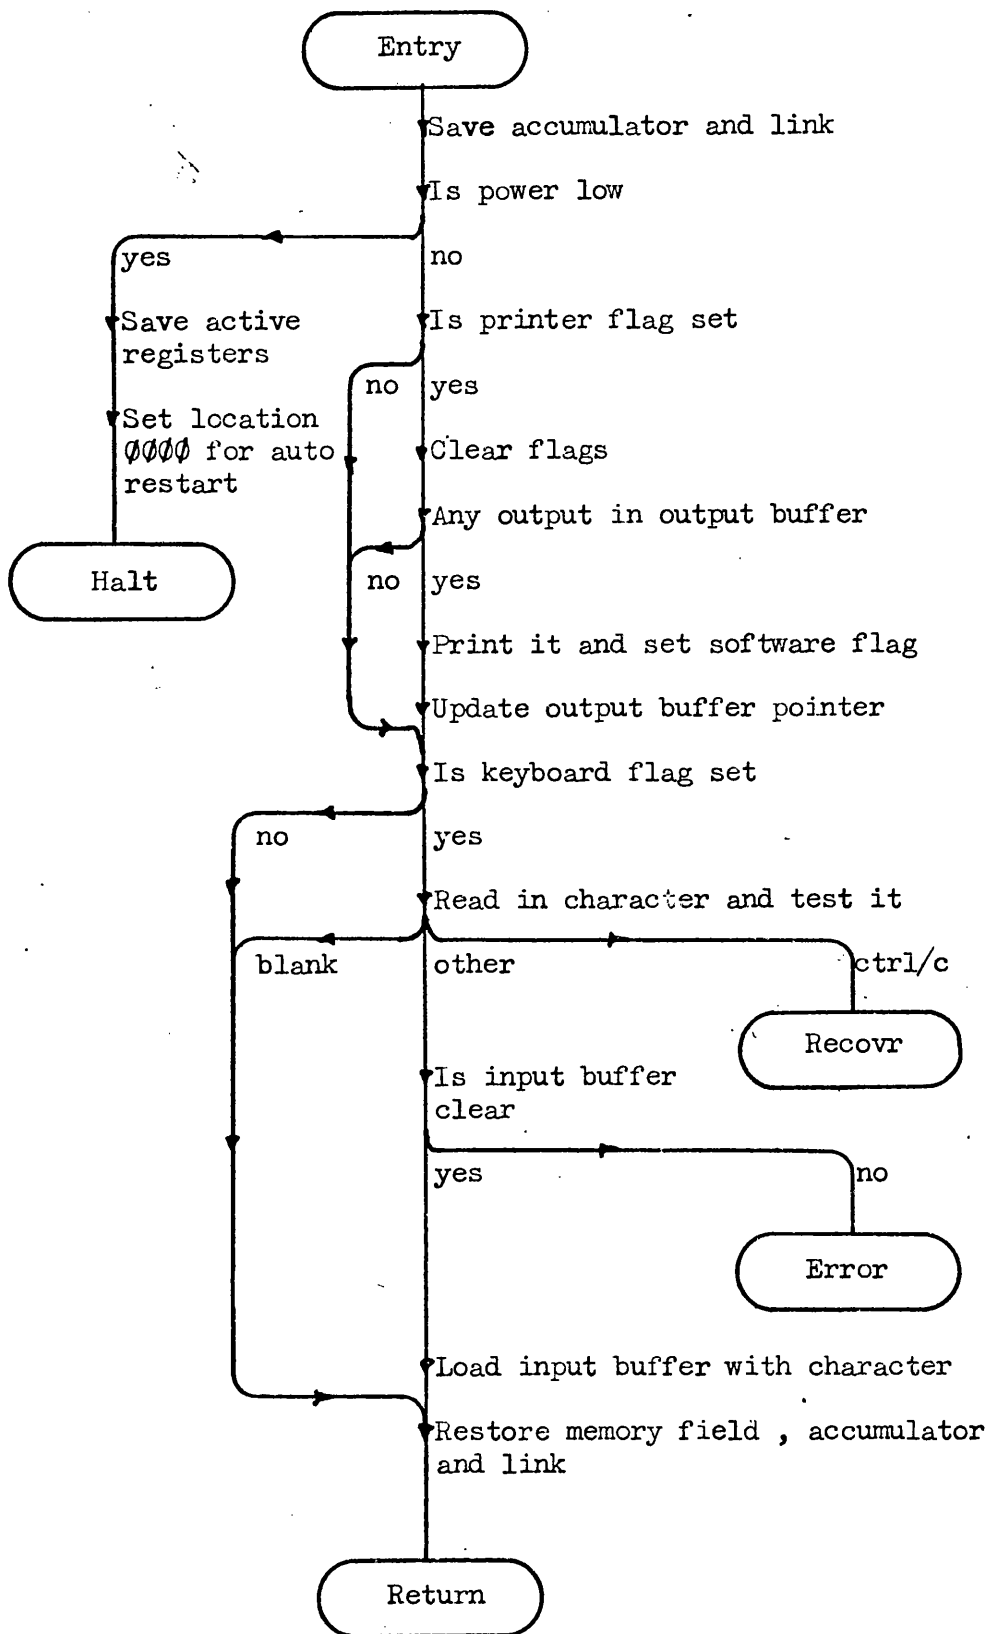 Entry
Save accumulator and link
Is power low
yes
no
Save active
registers
Is printer flag set
no
yes
Set location
0000 for auto
restart
Clear flags
Any output in output buffer
Halt
no
yes
Print it and set software flag
Update output buffer pointer
Is keyboard flag set
no
yes
Read in character and test it
blank
other
ctrl/c
Recovr
Is input buffer
clear
yes
no
Error
Load input buffer with character
Restore memory field , accumulator
and link
Return